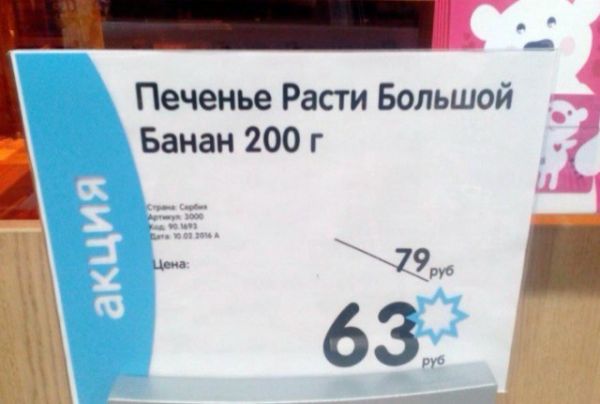 акция
Печенье Расти Большой
Банан 200 г
Страна: Сербия
Артикул: 3000
Код: 90.1693
Дата: 10.02.2016 А
Цена:
79 руб
63 руб